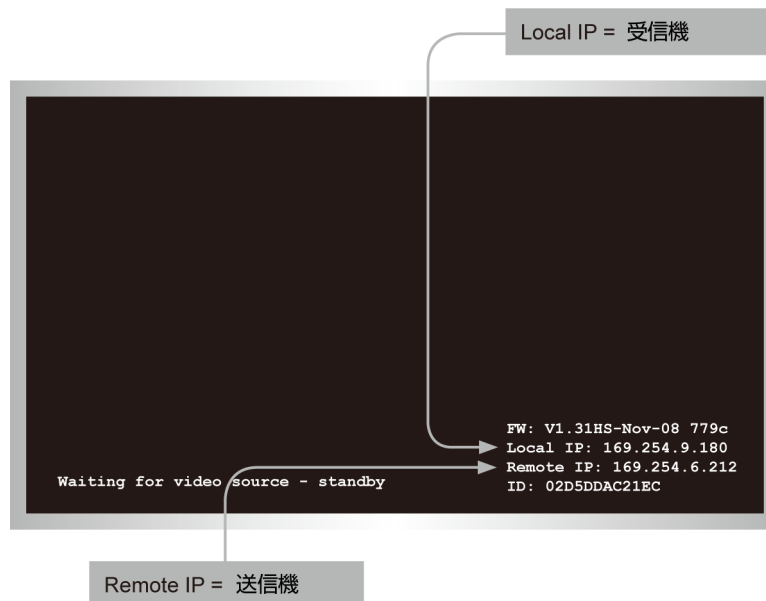 Local IP = 受信機
FW: V1.31HS-Nov-08 779c
Local IP: 169.254.9.180
Remote IP: 169.254.6.212
Waiting for video source - standby
ID: 02D5DDAC21EC
Remote IP = 送信機